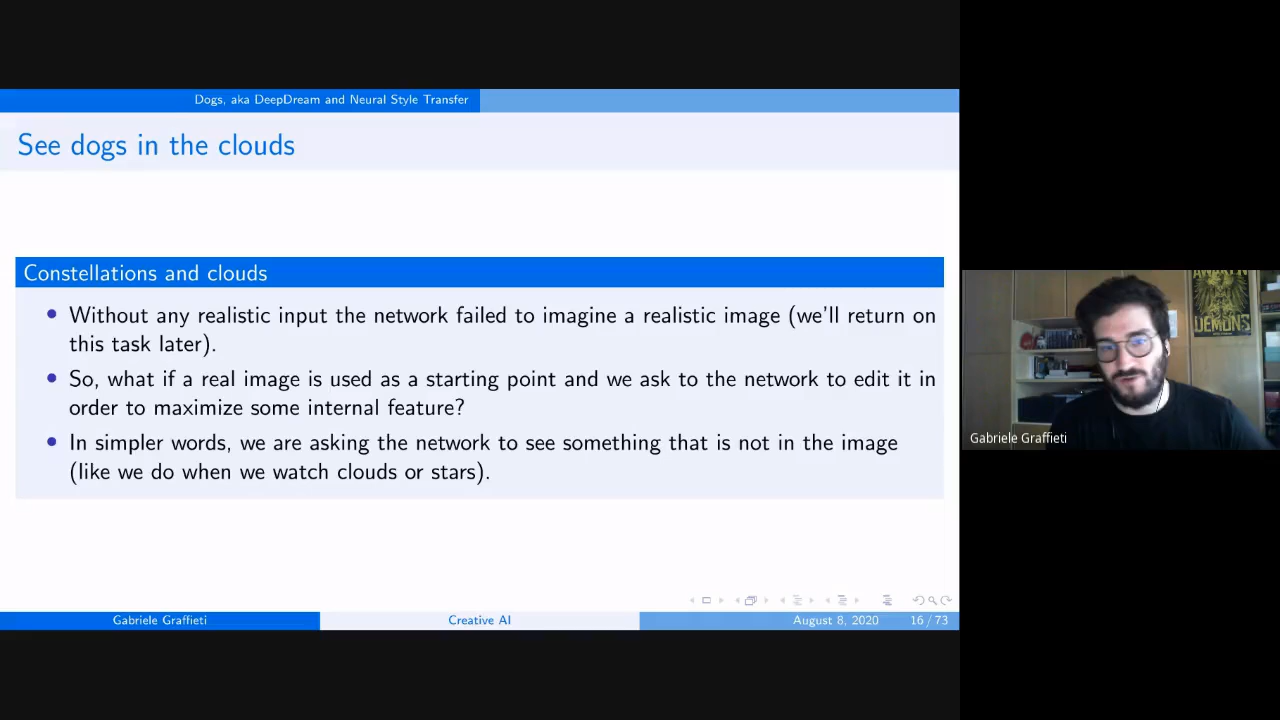 Dogs, aka DeepDream and Neural Style Transfer
See dogs in the clouds
Constellations and clouds
Without any realistic input the network failed to imagine a realistic image (we'll return on
this task later).
So, what if a real image is used as a starting point and we ask to the network to edit it in
order to maximize some internal feature?
In simpler words, we are asking the network to see something that is not in the image
(like we do when we watch clouds or stars).
DEMONS
Gabriele Graffieti
Gabriele Graffieti
Creative AI
August 8, 2020
16 / 73